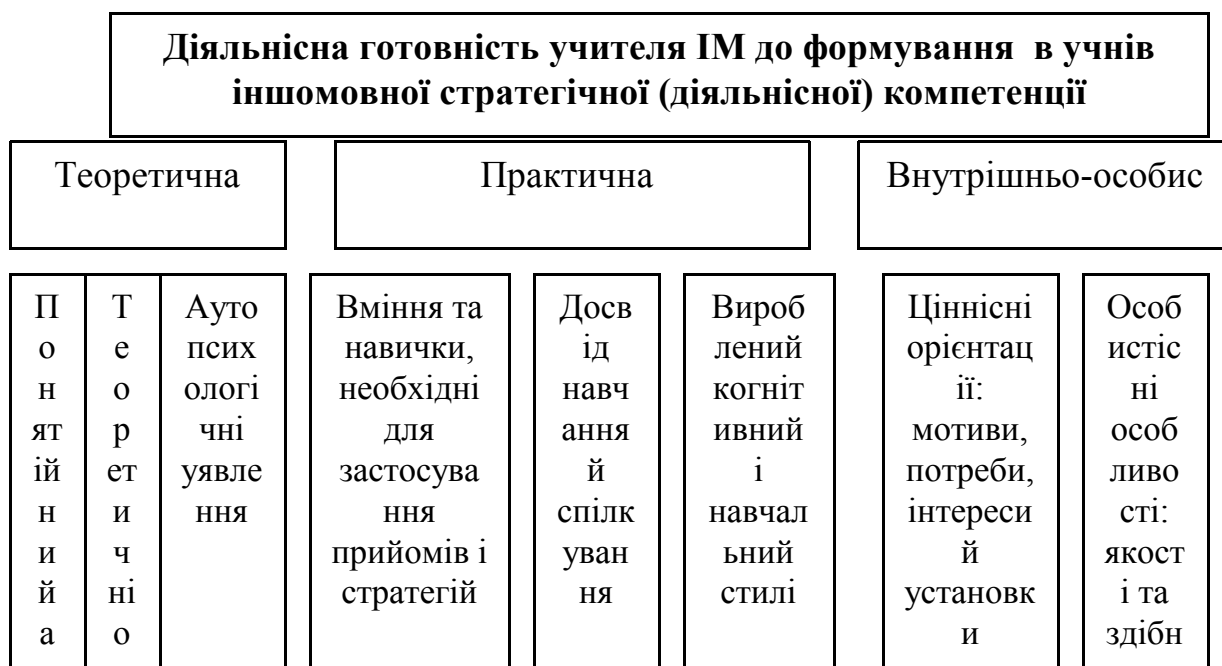 Діяльнісна готовність учителя ІМ до формування в учнів
іншомовної стратегічної (діяльнісної) компетенції
Теоретична
Практична
Внутрішньо-особис
П
о
н
ят
ій
н
и
й
а
Т
е
о
р
ет
и
ч
ні
о
Ауто
псих
ологі
чні
уявле
ння
Вміння та
навички,
необхідні
для
застосува
ння
прийомів і
стратегій
Досв
ід
навч
ання
й
спілк
уван
ня
Вироб
лений
когніт
ивний
і
навчал
ьний
стилі
Ціннісні
орієнтац
ії:
мотиви,
потреби,
інтереси
й
установк
и
Особ
истіс
ні
особ
ливо
сті:
якост
і та
здібн